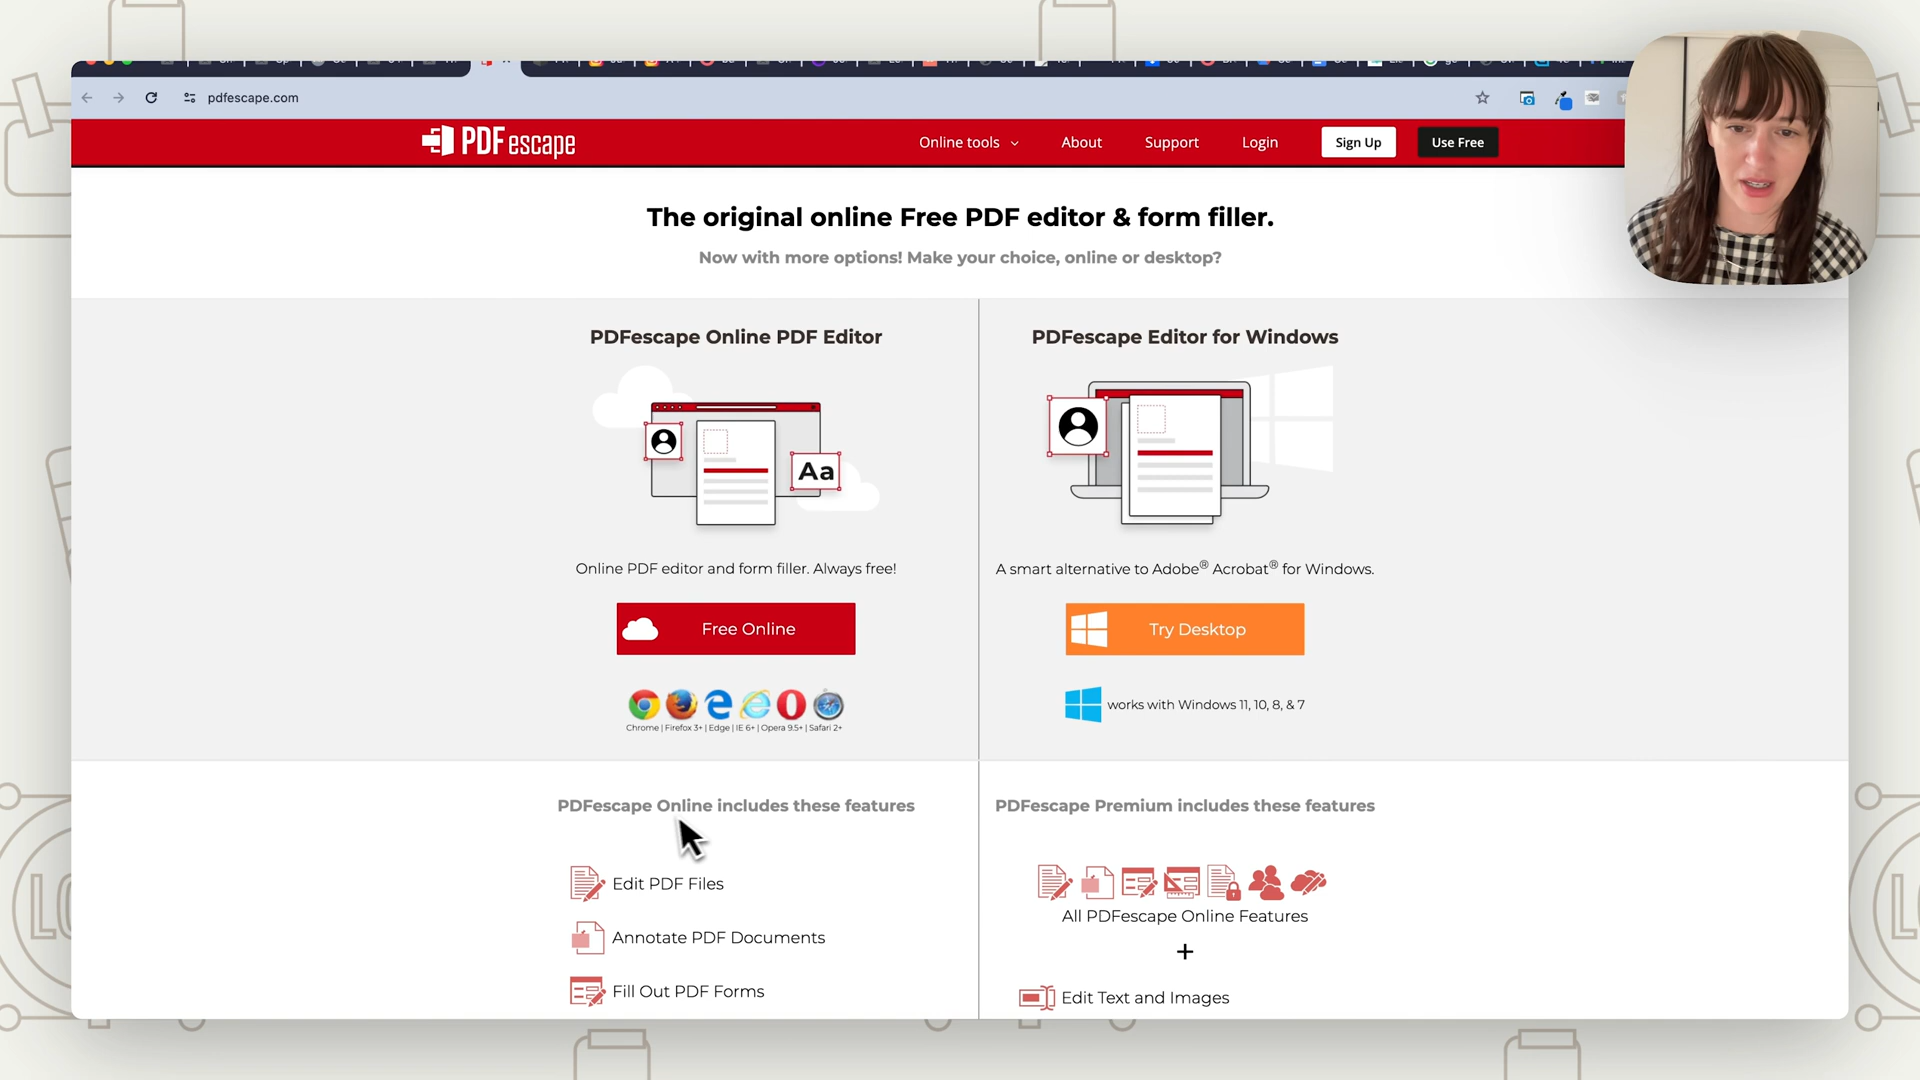 pdfescape.com
PDFescape
Online tools
About
Support
Login
Sign Up
Use Free
The original online Free PDF editor & form filler.
Now with more options! Make your choice, online or desktop?
PDFescape Online PDF Editor
Aa
Online PDF editor and form filler. Always free!
Free Online
Chrome | Firefox 3+ | Edge | IE 6+ | Opera 9.5+ | Safari 2+
PDFescape Editor for Windows
A smart alternative to Adobe® Acrobat® for Windows.
Try Desktop
works with Windows 11, 10, 8, & 7
PDFescape Online includes these features
Edit PDF Files
Annotate PDF Documents
Fill Out PDF Forms
PDFescape Premium includes these features
All PDFescape Online Features
+
Edit Text and Images